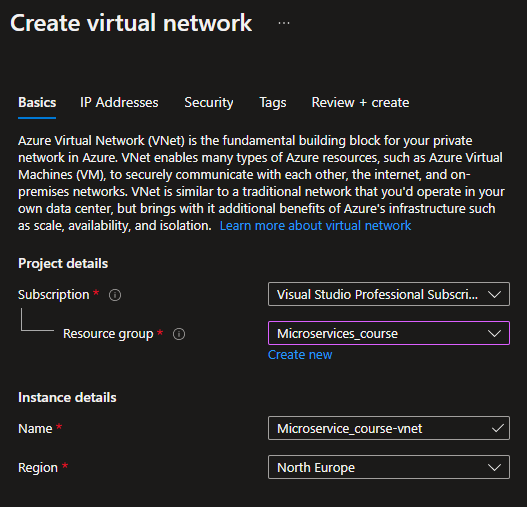 Create virtual network ...
Basics IP Addresses Security Tags Review + create
Azure Virtual Network (VNet) is the fundamental building block for your private
network in Azure. VNet enables many types of Azure resources, such as Azure Virtual
Machines (VM), to securely communicate with each other, the internet, and on-
premises networks. VNet is similar to a traditional network that you'd operate in your
own data center, but brings with it additional benefits of Azure's infrastructure such
as scale, availability, and isolation. Learn more about virtual network
Project details
Subscription * Visual Studio Professional Subscri...
Resource group * Microservices_course
Create new
Instance details
Name * Microservice_course-vnet
Region * North Europe